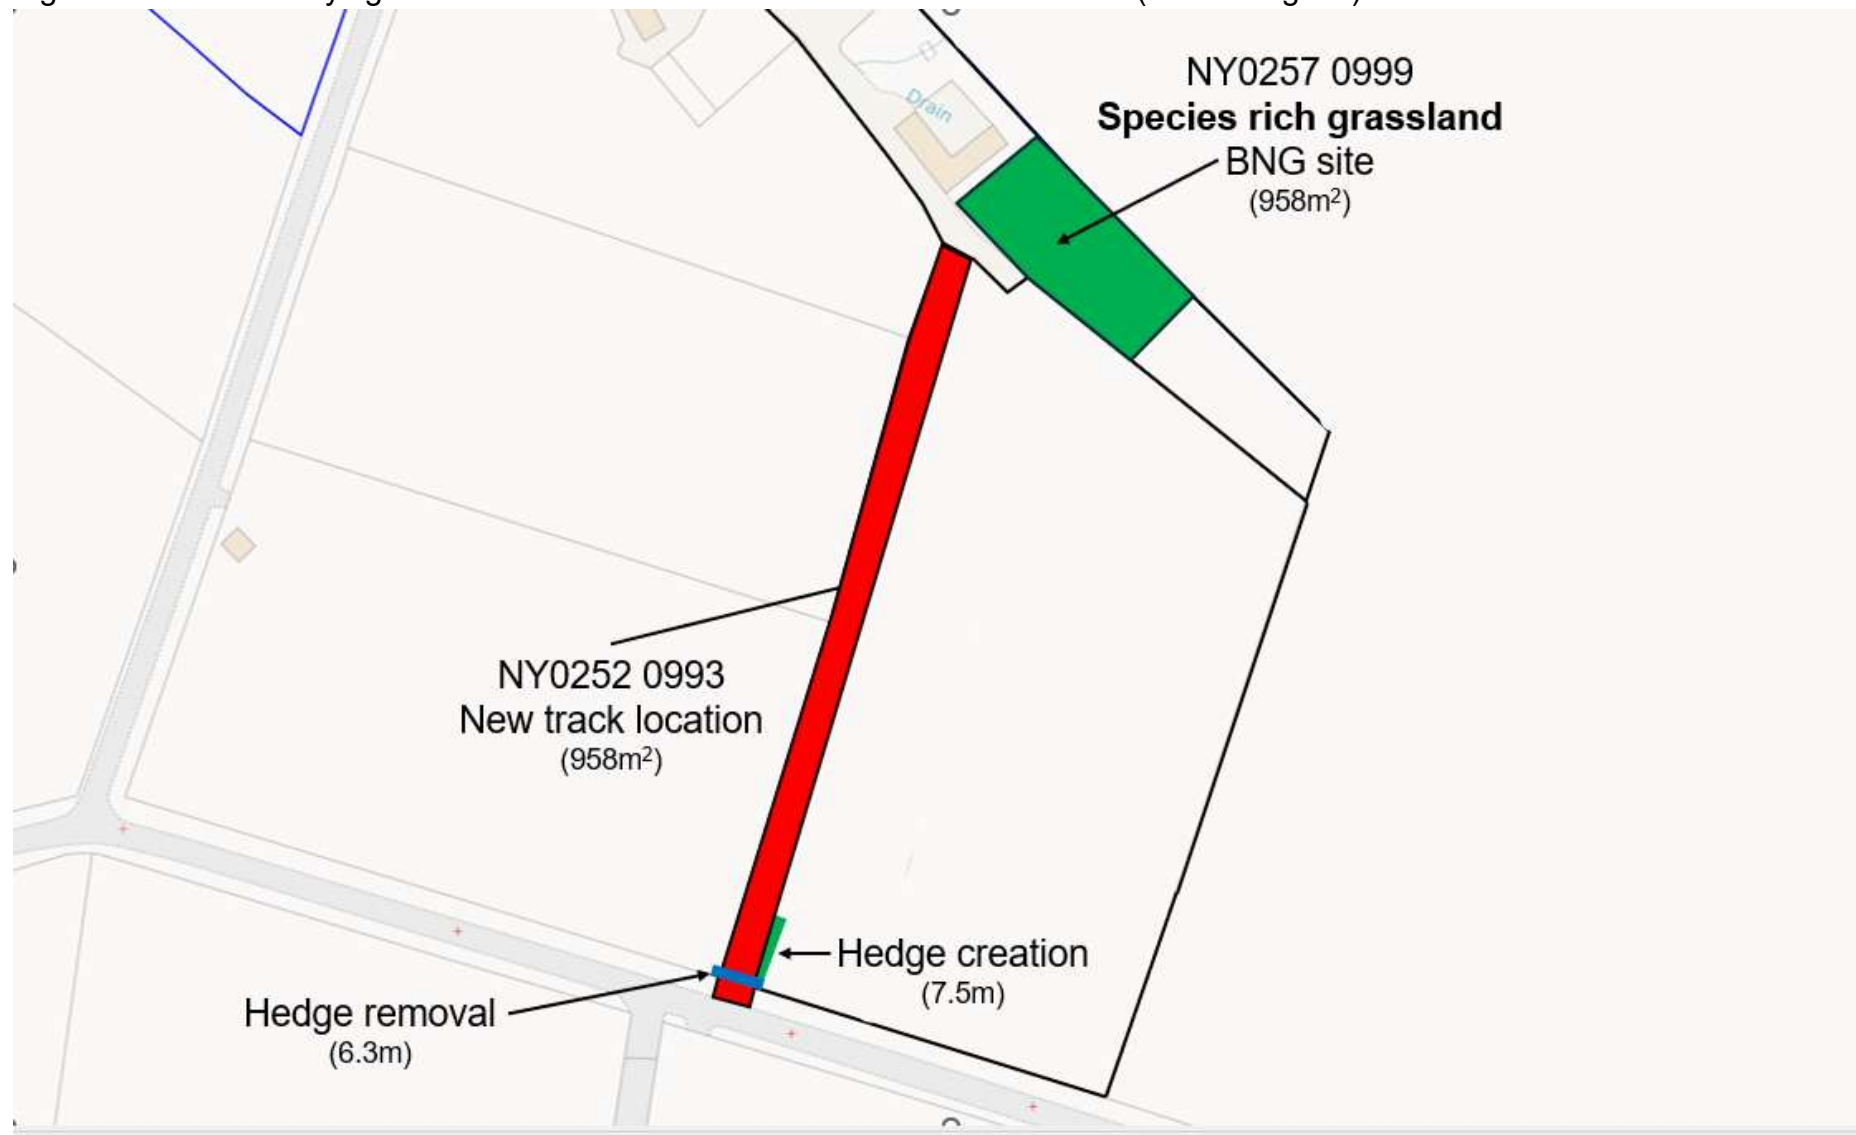 NY0257 0999
Species rich grassland
BNG site
(958m²)
Drain
NY0252 0993
New track location
(958m²)
Hedge creation
(7.5m)
Hedge removal
(6.3m)